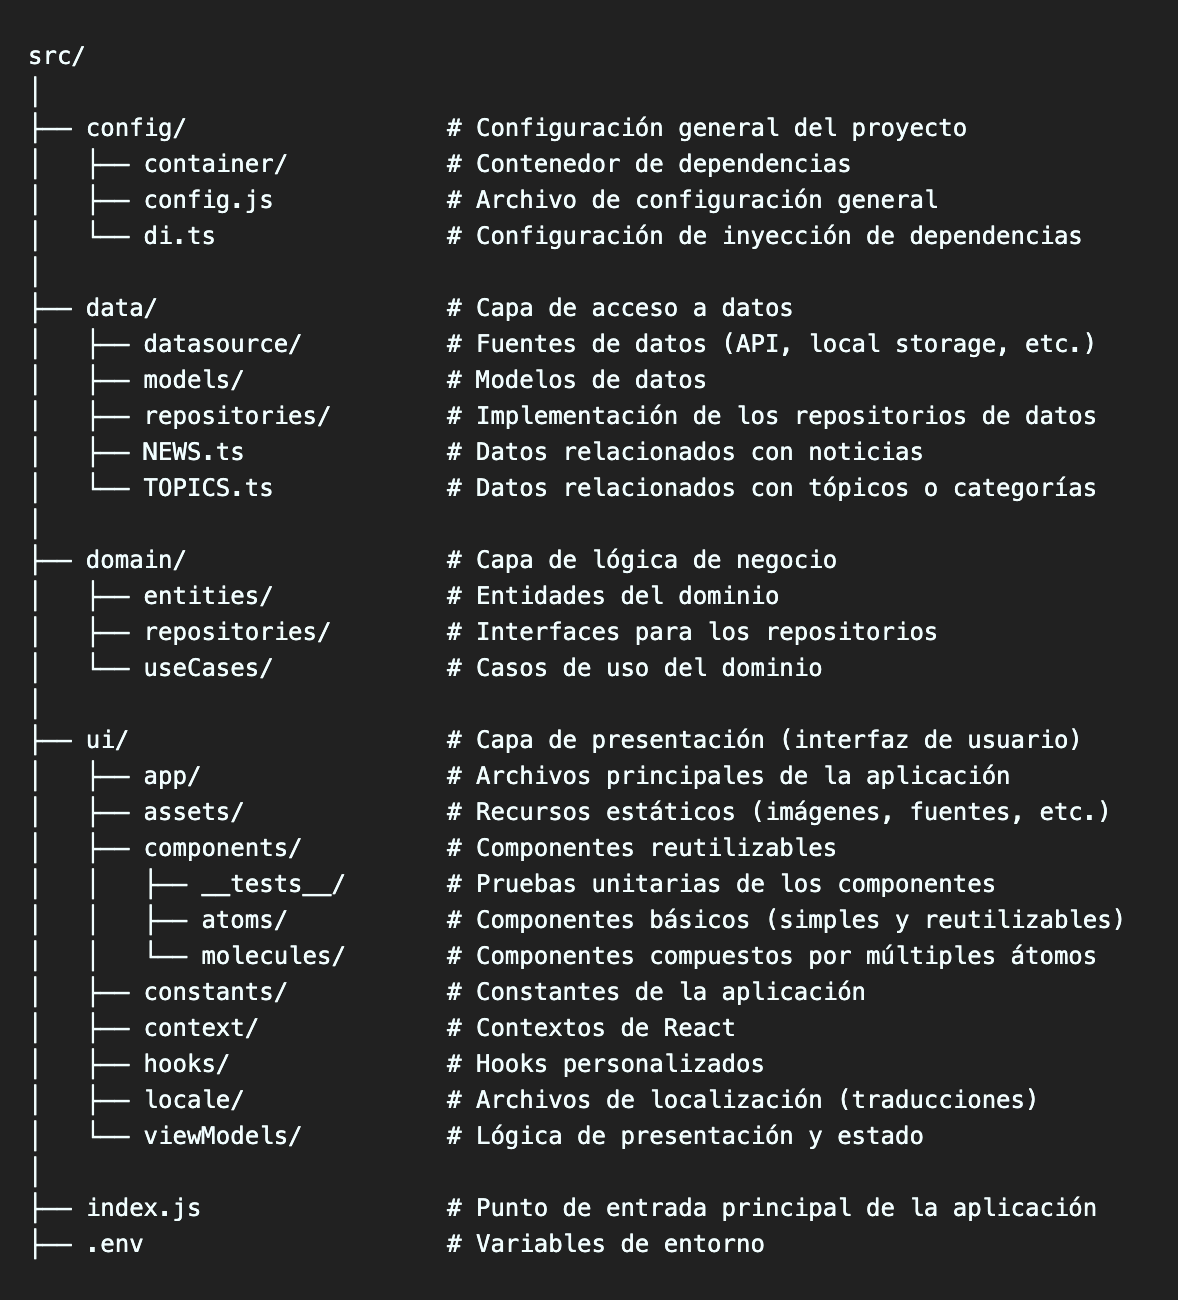 src/
│
├── config/                  # Configuración general del proyecto
│   ├── container/           # Contenedor de dependencias
│   ├── config.js            # Archivo de configuración general
│   └── di.ts                # Configuración de inyección de dependencias
│
├── data/                    # Capa de acceso a datos
│   ├── datasource/          # Fuentes de datos (API, local storage, etc.)
│   ├── models/              # Modelos de datos
│   ├── repositories/        # Implementación de los repositorios de datos
│   ├── NEWS.ts              # Datos relacionados con noticias
│   └── TOPICS.ts            # Datos relacionados con tópicos o categorías
│
├── domain/                  # Capa de lógica de negocio
│   ├── entities/            # Entidades del dominio
│   ├── repositories/        # Interfaces para los repositorios
│   └── useCases/            # Casos de uso del dominio
│
├── ui/                      # Capa de presentación (interfaz de usuario)
│   ├── app/                 # Archivos principales de la aplicación
│   ├── assets/              # Recursos estáticos (imágenes, fuentes, etc.)
│   ├── components/          # Componentes reutilizables
│   │   ├── __tests__/       # Pruebas unitarias de los componentes
│   │   ├── atoms/           # Componentes básicos (simples y reutilizables)
│   │   └── molecules/       # Componentes compuestos por múltiples átomos
│   ├── constants/           # Constantes de la aplicación
│   ├── context/             # Contextos de React
│   ├── hooks/               # Hooks personalizados
│   ├── locale/              # Archivos de localización (traducciones)
│   └── viewModels/          # Lógica de presentación y estado
│
├── index.js                 # Punto de entrada principal de la aplicación
├── .env                     # Variables de entorno